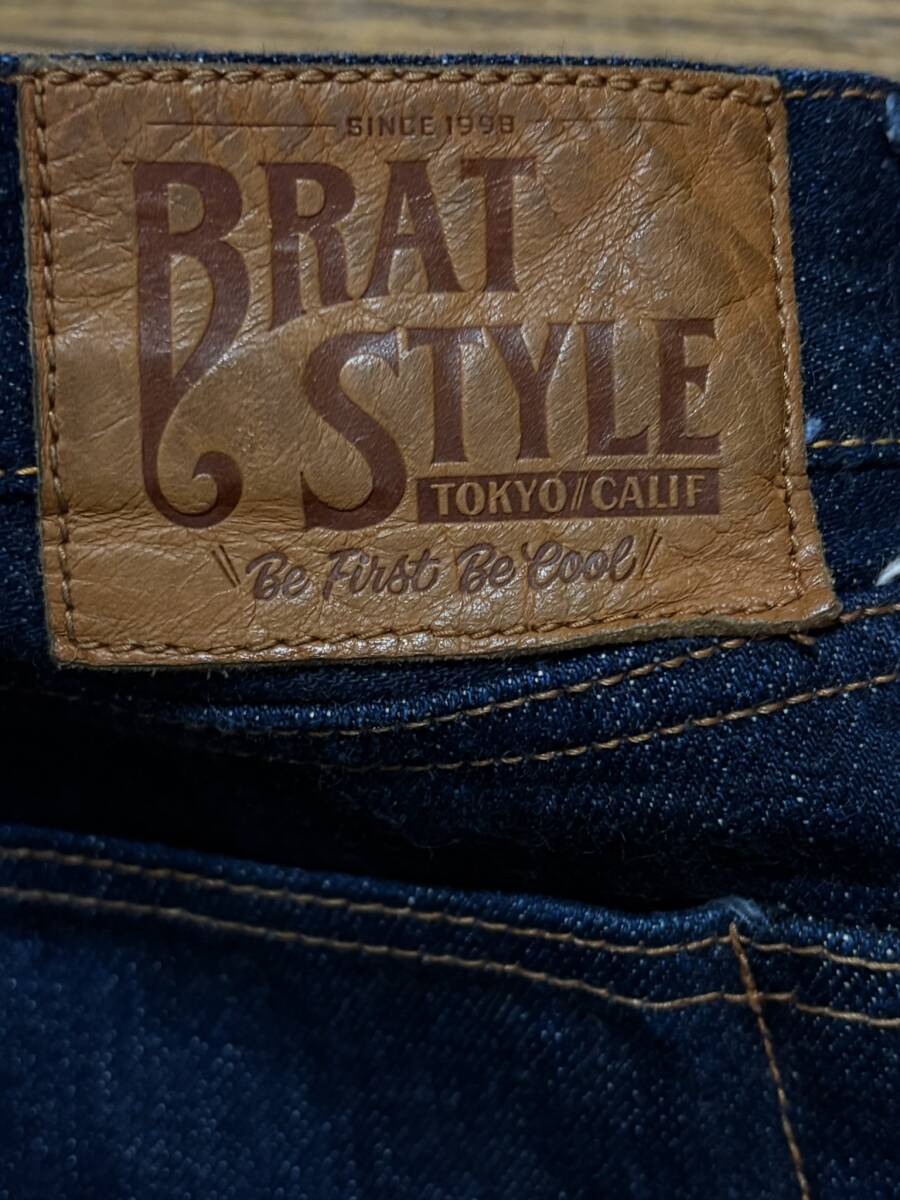 SINCE 1998
BRAT
STYLE
TOKYO//CALIF
\\Be First Be Cool//